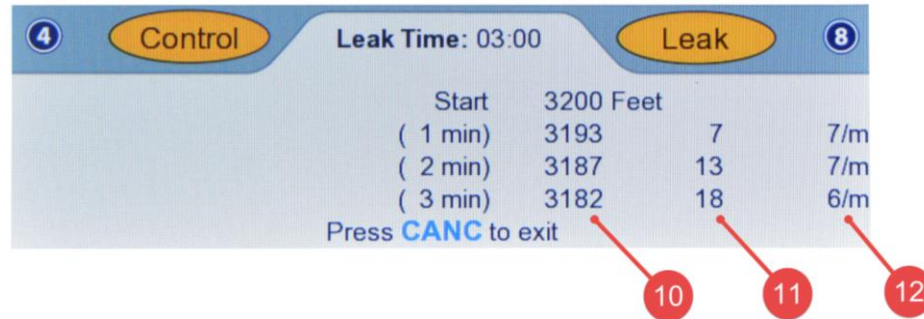 4 Control Leak Time: 03:00 Leak 8
Start 3200 Feet
( 1 min) 3193 7 7/m
( 2 min) 3187 13 7/m
( 3 min) 3182 18 6/m
Press CANC to exit
10 11 12